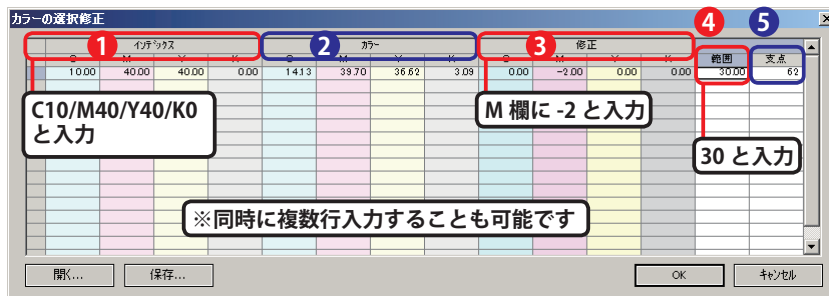 カラーの選択修正
4 5
1 インデックス 2 カラー 3 修正
C M Y K C M Y K C M Y K 範囲 支点
10.00 40.00 40.00 0.00 14.13 39.70 36.62 3.09 0.00 -2.00 0.00 0.00 30.00 62
C10/M40/Y40/K0
と入力
M 欄に -2 と入力
30 と入力
※同時に複数行入力することも可能です
開く... 保存... OK キャンセル